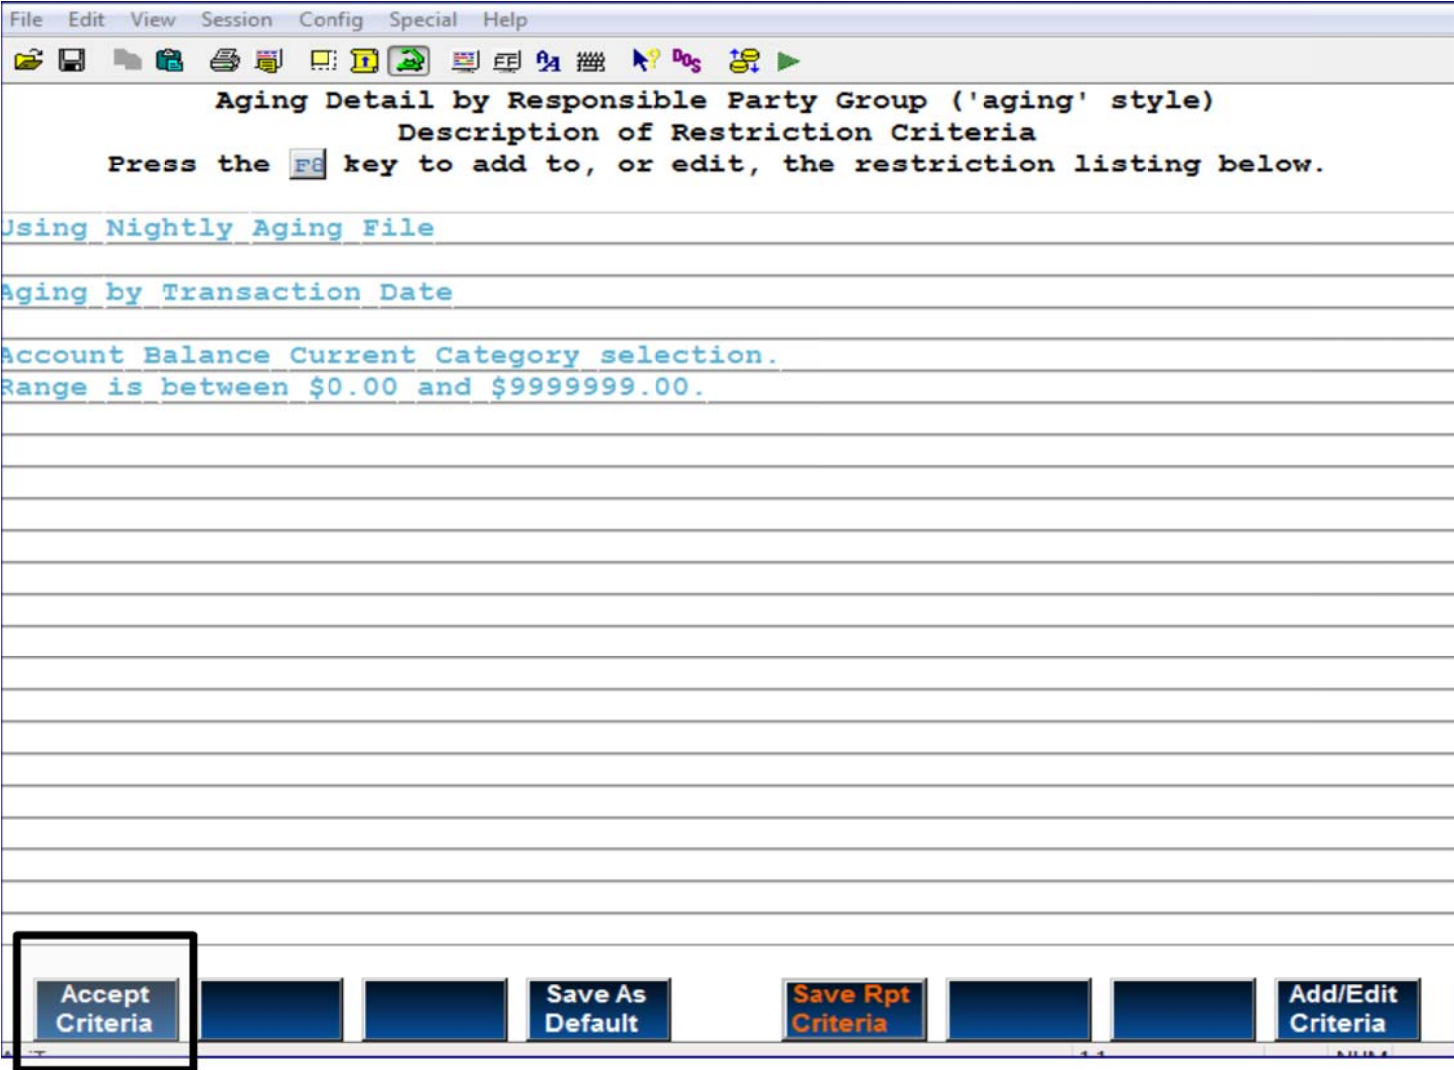 File Edit View Session Config Special Help
Aging Detail by Responsible Party Group ('aging' style)
Description of Restriction Criteria
Press the F8 key to add to, or edit, the restriction listing below.
Using Nightly Aging File
Aging by Transaction Date
Account Balance Current Category selection.
Range is between $0.00 and $9999999.00.
Accept Criteria
Save As Default
Save Rpt Criteria
Add/Edit Criteria